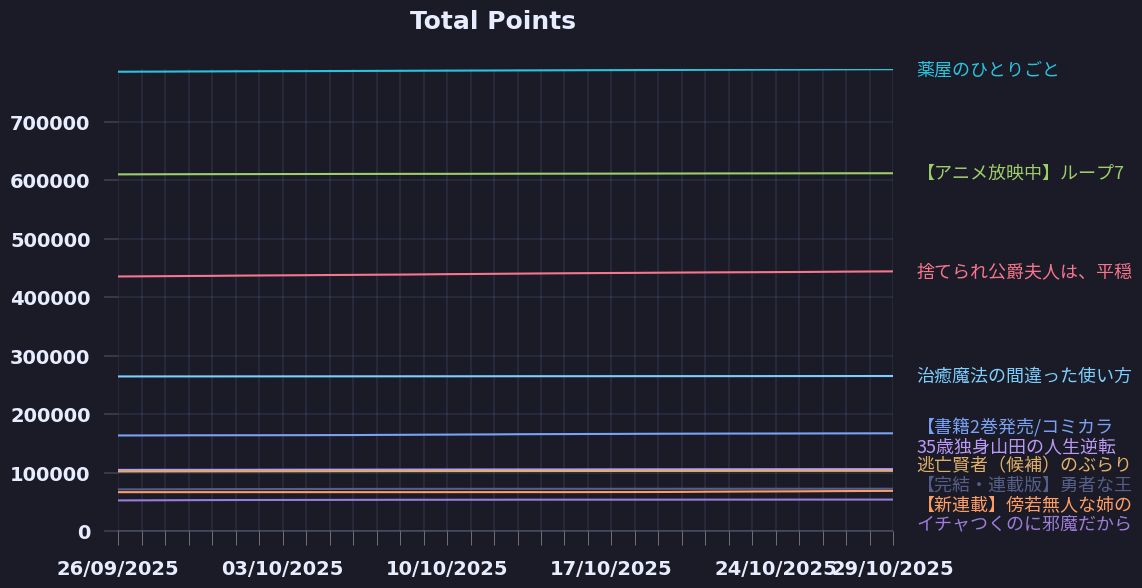 Total Points
700000
600000
500000
400000
300000
200000
100000
0
26/09/2025
03/10/2025
10/10/2025
17/10/2025
24/10/2025
29/10/2025
薬屋のひとりごと
【アニメ放映中】ループ7
捨てられ公爵夫人は、平穏
治癒魔法の間違った使い方
【書籍2巻発売/コミカラ
35歳独身山田の人生逆転
逃亡賢者（候補）のぶらり
【完結・連載版】勇者な王
【新連載】傍若無人な姉の
イチャつくのに邪魔だから